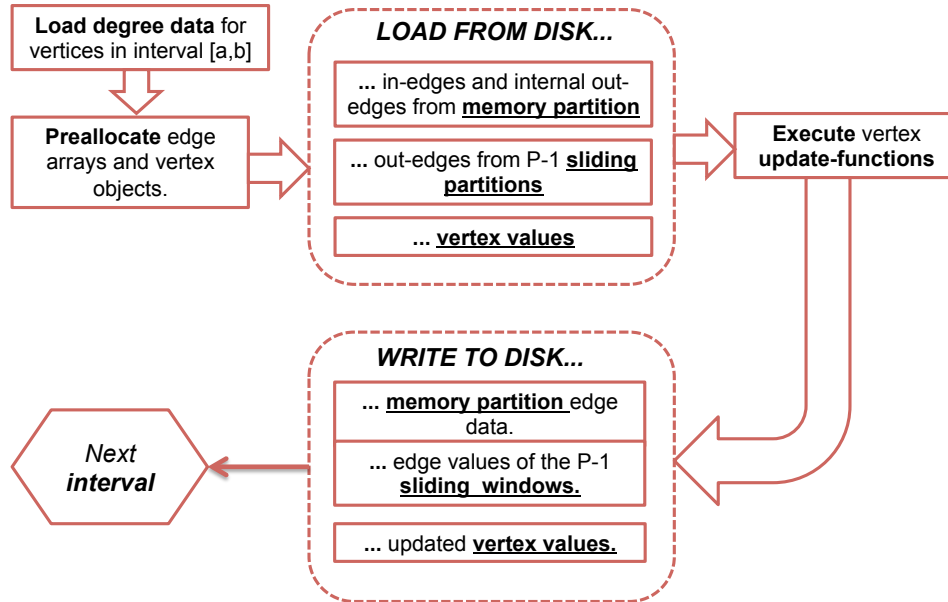 Load degree data for
vertices in interval [a,b]
Preallocate edge
arrays and vertex
objects.
LOAD FROM DISK...
... in-edges and internal out-
edges from memory partition
... out-edges from P-1 sliding
partitions
... vertex values
Execute vertex
update-functions
WRITE TO DISK...
... memory partition edge
data.
... edge values of the P-1
sliding windows.
... updated vertex values.
Next
interval